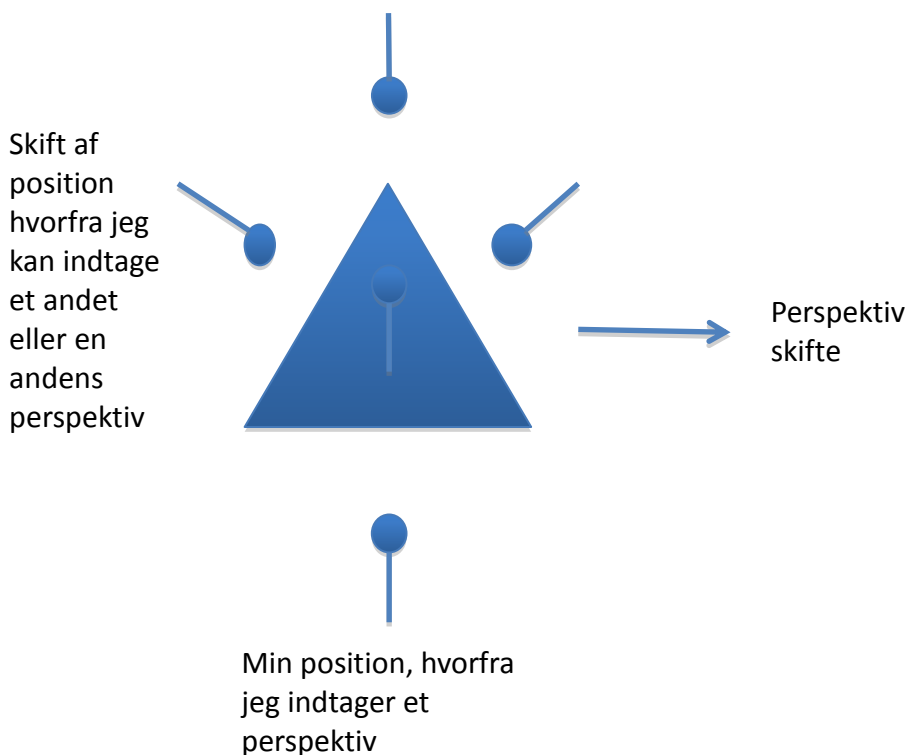 Skift af
position
hvorfra jeg
kan indtage
et andet
eller en
andens
perspektiv
Perspektiv
skifte
Min position, hvorfra
jeg indtager et
perspektiv